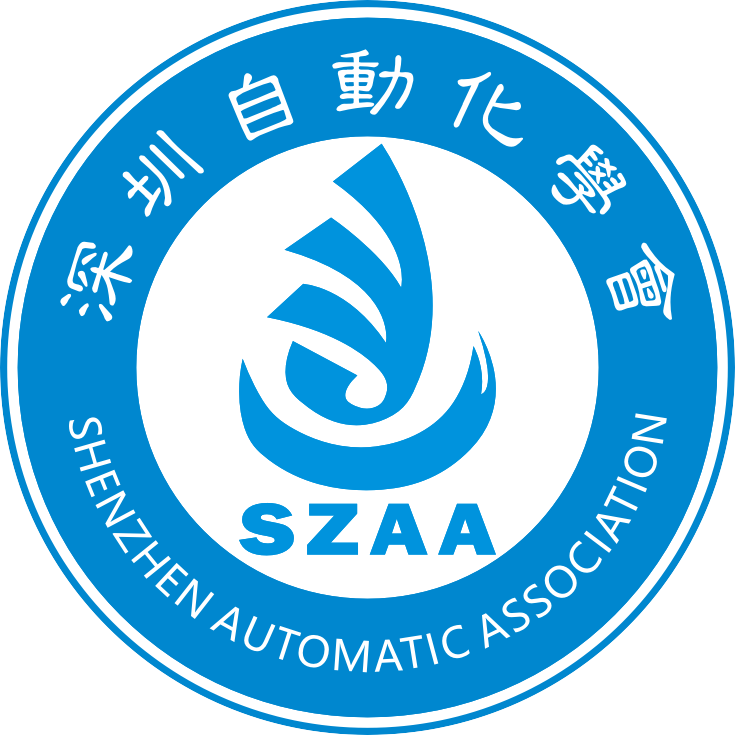 深圳自動化學會
SZAA
SHENZHEN AUTOMATIC ASSOCIATION